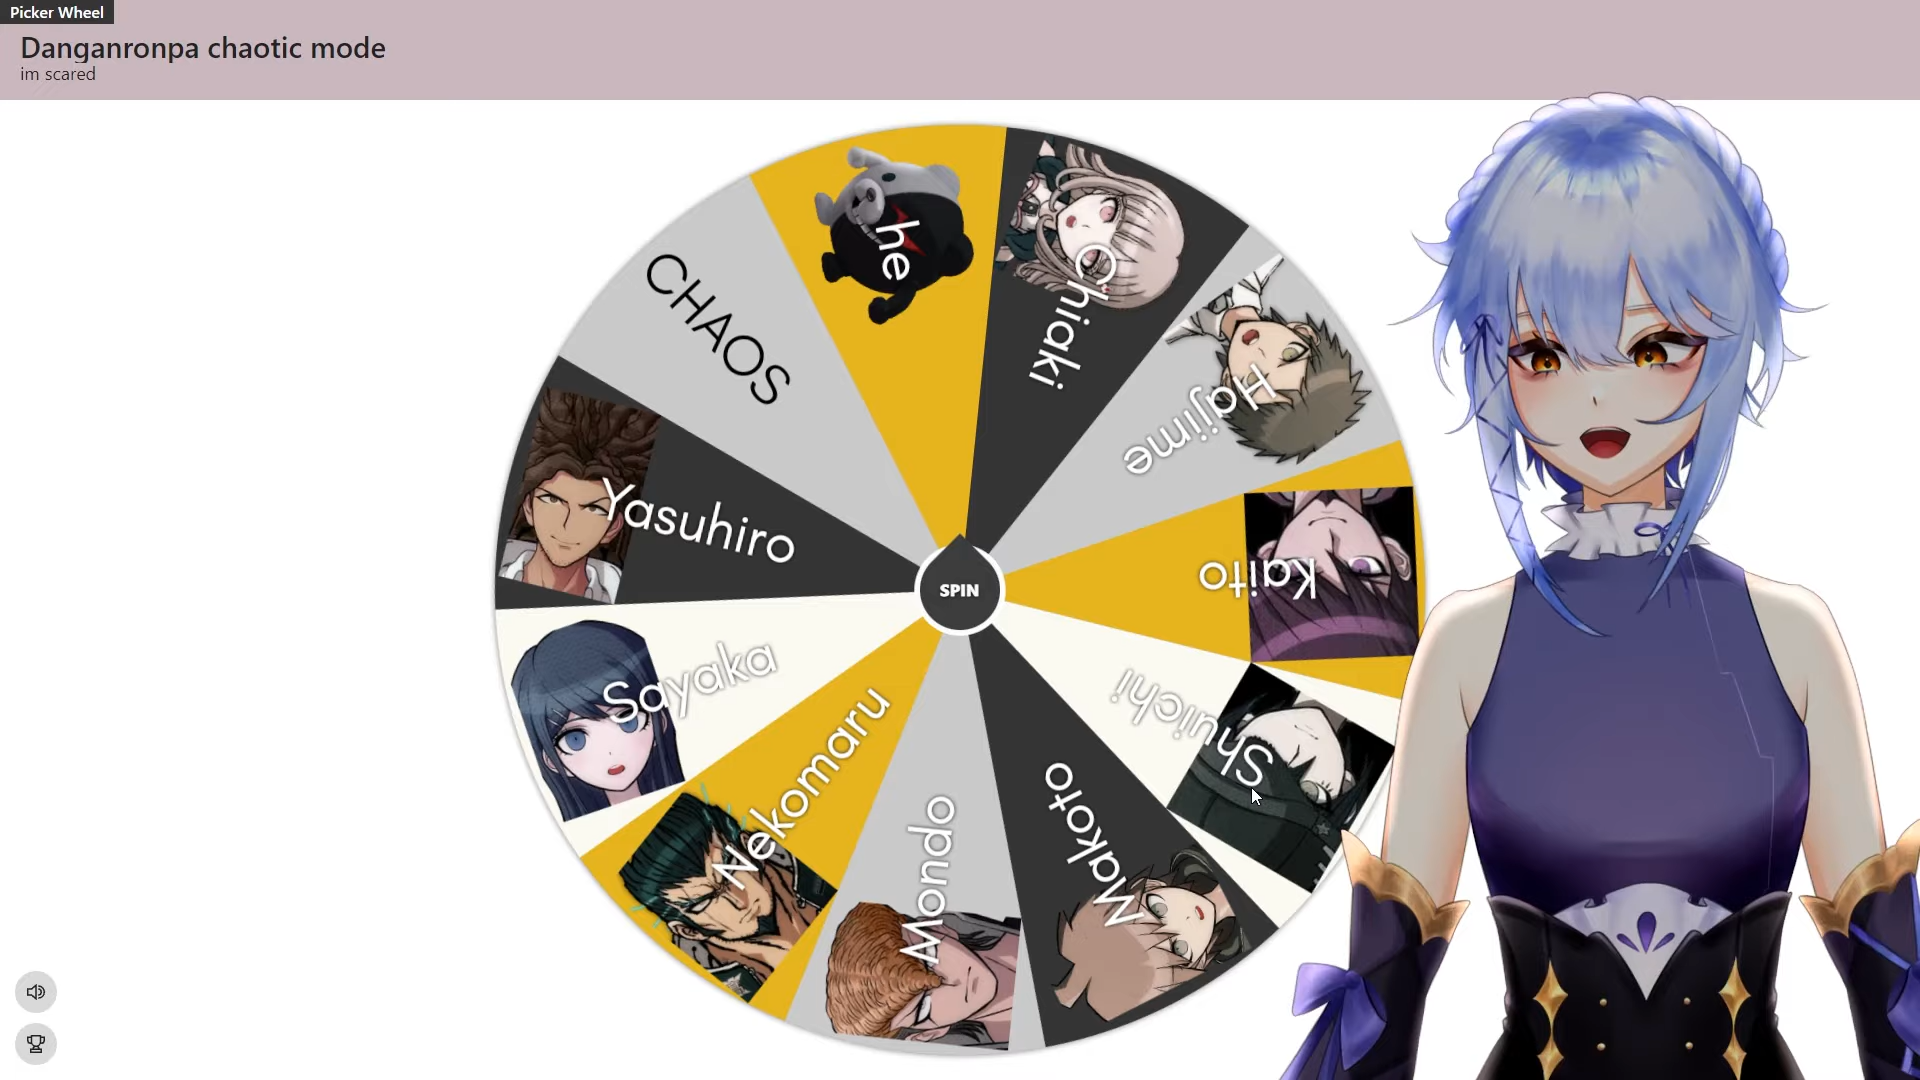 Picker Wheel
Danganronpa chaotic mode
im scared
he
Chiaki
Hajime
Kaito
Shuichi
Makoto
Mondo
Nekomaru
Sayaka
Yasuhiro
CHAOS
SPIN